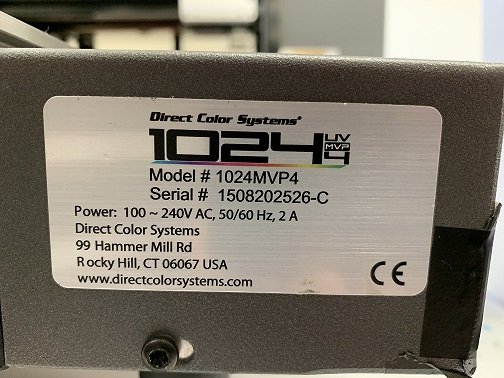 Direct Color Systems®
1024 UV MVP 4
Model # 1024MVP4
Serial # 1508202526-C
Power: 100 ~ 240V AC, 50/60 Hz, 2 A
Direct Color Systems
99 Hammer Mill Rd
Rocky Hill, CT 06067 USA
www.directcolorsystems.com
CE